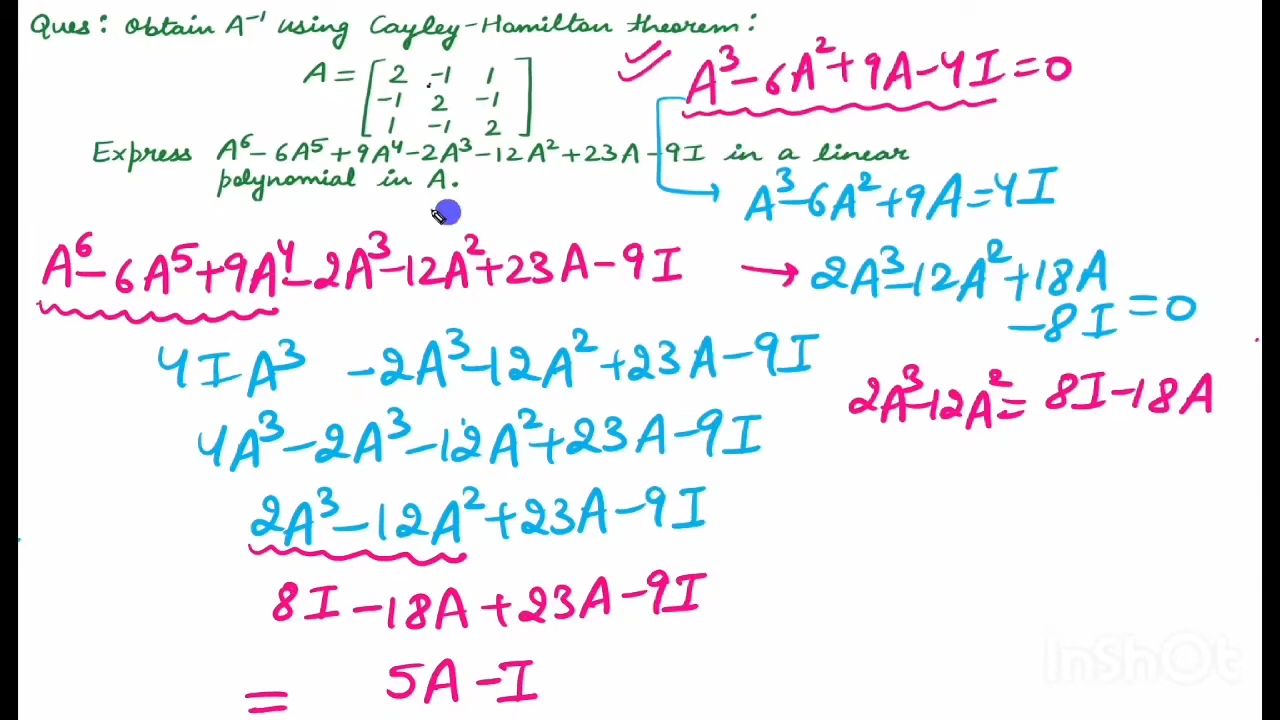 Ques: Obtain A⁻¹ using Cayley-Hamilton theorem:
A = [ 2 -1 1
-1 2 -1
1 -1 2 ]
A³-6A²+9A-4I=0
Express A⁶-6A⁵+9A⁴-2A³-12A²+23A-9I in a linear
polynomial in A.
A³-6A²+9A=4I
A⁶-6A⁵+9A⁴-2A³-12A²+23A-9I
→ 2A³-12A²+18A
-8I =0
4IA³ -2A³-12A²+23A-9I
2A³-12A²= 8I-18A
4A³-2A³-12A²+23A-9I
2A³-12A²+23A-9I
8I-18A+23A-9I
= 5A-I
InShOt